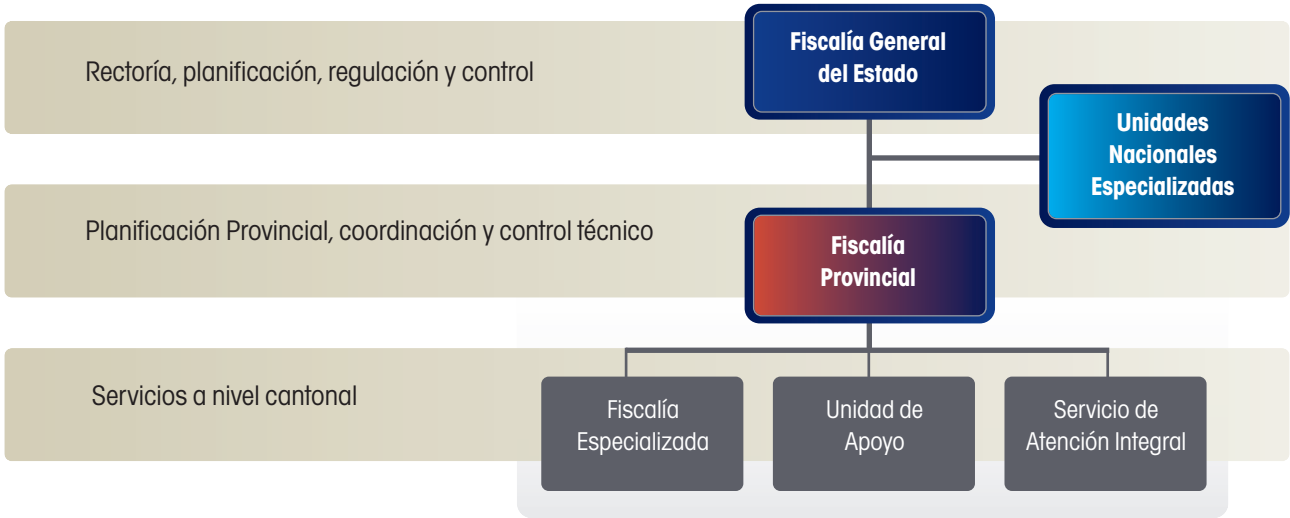 Rectoría, planificación, regulación y control
Fiscalía General
del Estado
Unidades
Nacionales
Especializadas
Planificación Provincial, coordinación y control técnico
Fiscalía
Provincial
Servicios a nivel cantonal
Fiscalía
Especializada
Unidad de
Apoyo
Servicio de
Atención Integral